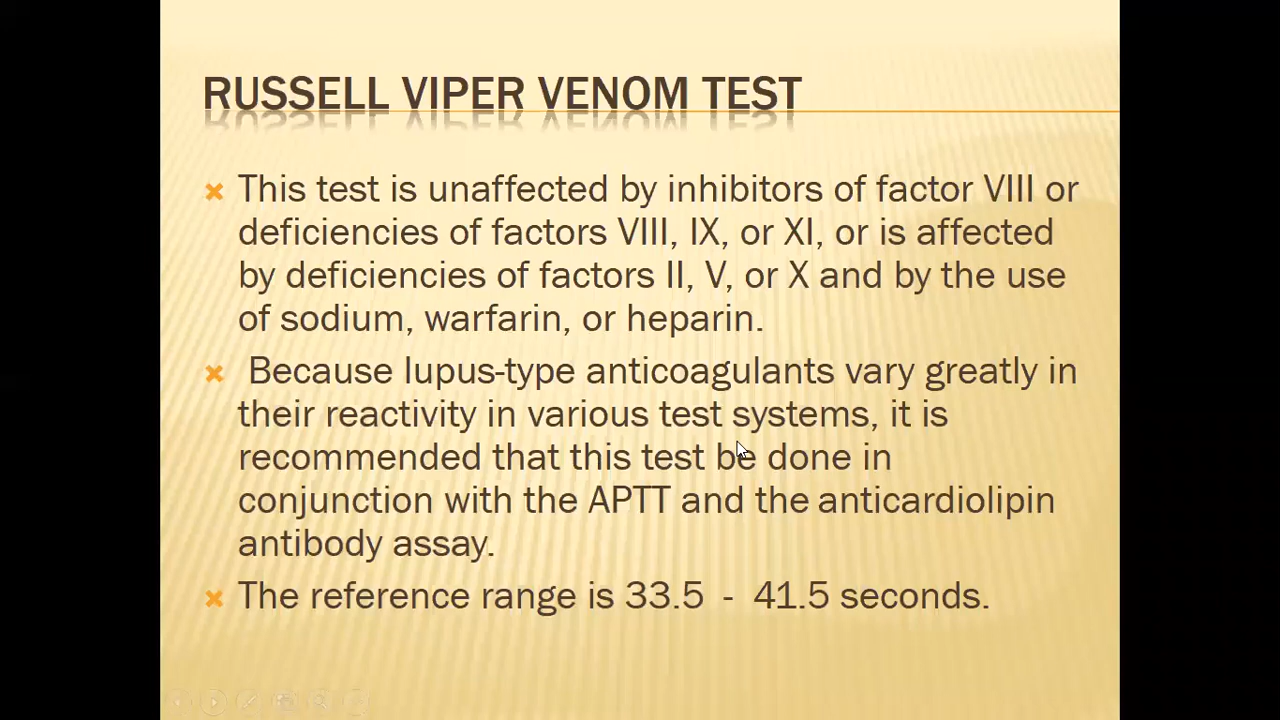 RUSSELL VIPER VENOM TEST
This test is unaffected by inhibitors of factor VIII or
deficiencies of factors VIII, IX, or XI, or is affected
by deficiencies of factors II, V, or X and by the use
of sodium, warfarin, or heparin.
Because lupus-type anticoagulants vary greatly in
their reactivity in various test systems, it is
recommended that this test be done in
conjunction with the APTT and the anticardiolipin
antibody assay.
The reference range is 33.5 - 41.5 seconds.